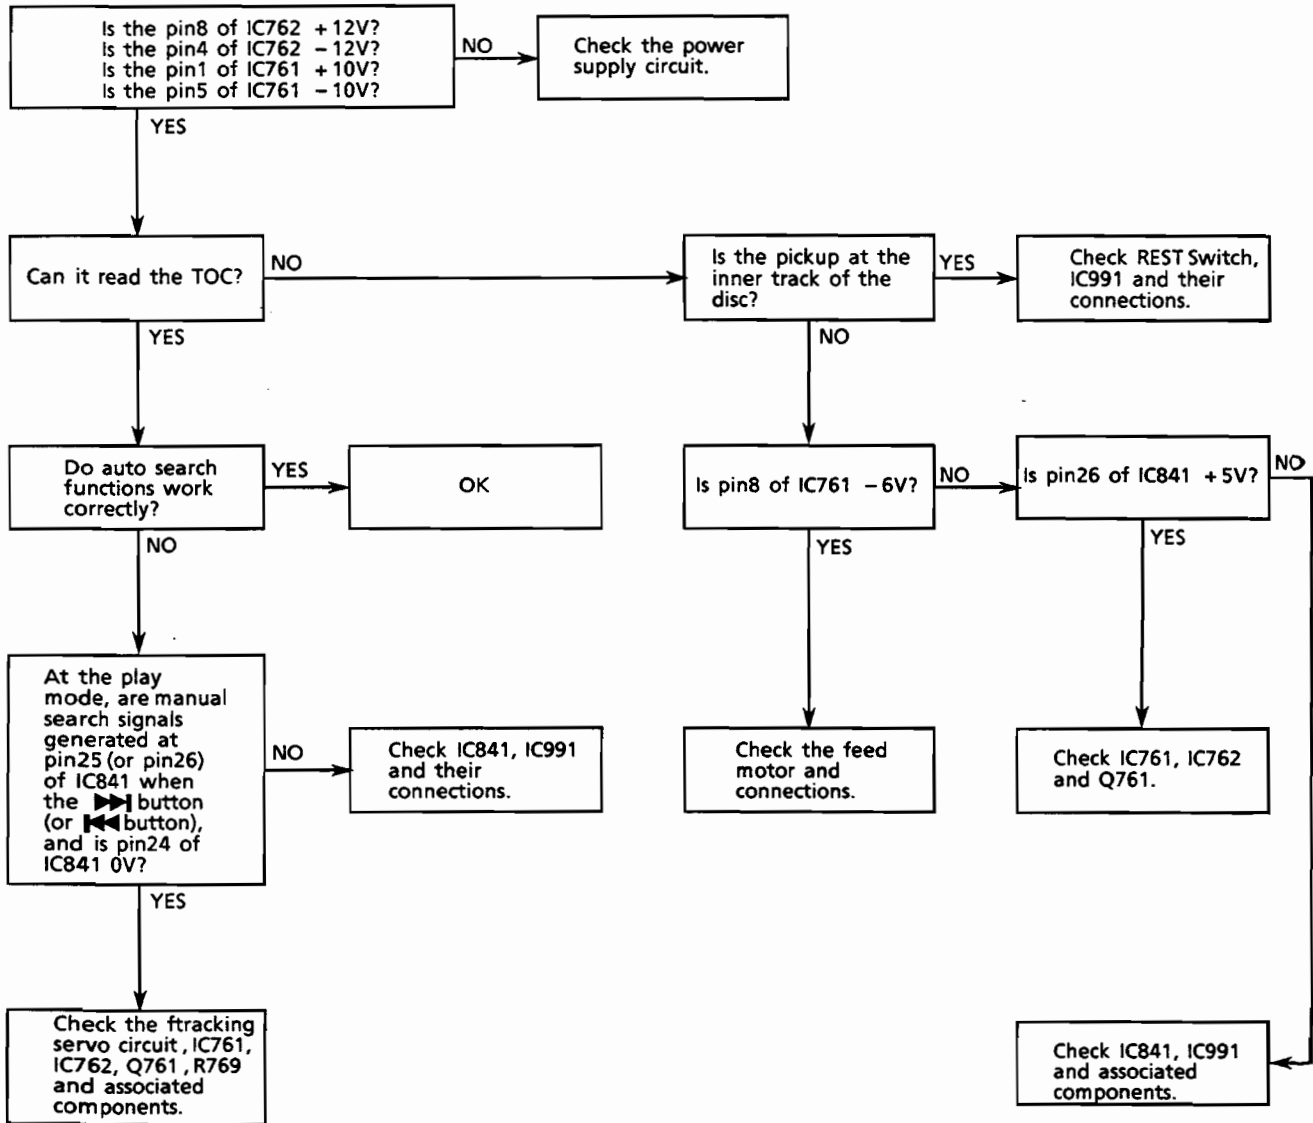 Is the pin8 of IC762 +12V?
Is the pin4 of IC762 −12V?
Is the pin1 of IC761 +10V?
Is the pin5 of IC761 −10V?
NO
Check the power
supply circuit.
YES
Can it read the TOC?
NO
Is the pickup at the
inner track of the
disc?
YES
Check REST Switch,
IC991 and their
connections.
YES
NO
Do auto search
functions work
correctly?
YES
OK
Is pin8 of IC761 −6V?
NO
Is pin26 of IC841 +5V?
NO
NO
YES
YES
At the play
mode, are manual
search signals
generated at
pin25 (or pin26)
of IC841 when
the ▶▶| button
(or |◀◀ button),
and is pin24 of
IC841 0V?
NO
Check IC841, IC991
and their
connections.
Check the feed
motor and
connections.
Check IC761, IC762
and Q761.
YES
Check the ftracking
servo circuit, IC761,
IC762, Q761, R769
and associated
components.
Check IC841, IC991
and associated
components.